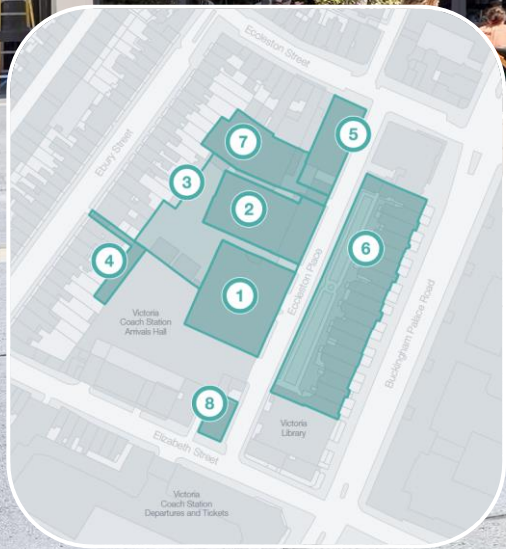 Eccleston Street
Ebury Street
5
7
3
2
6
4
1
Eccleston Place
Buckingham Palace Road
Victoria
Coach Station
Arrivals Hall
8
Victoria
Library
Elizabeth Street
Victoria
Coach Station
Departures and Tickets